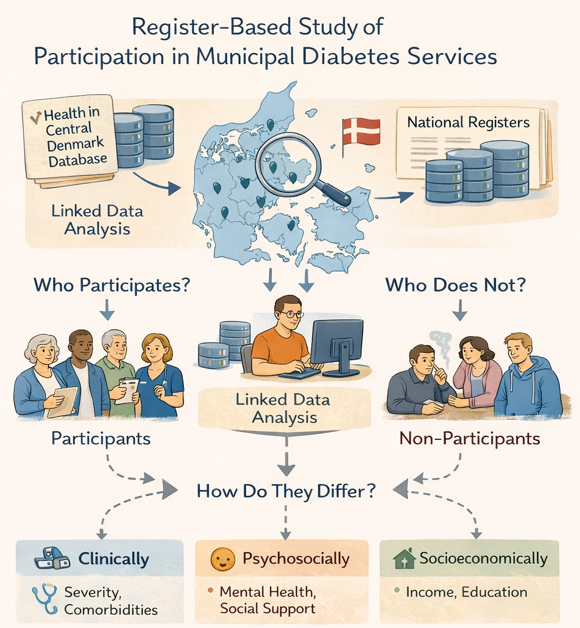 Register-Based Study of
Participation in Municipal Diabetes Services
Health in
Central
Denmark
Database
National Registers
Linked Data
Analysis
Who Participates?
Who Does Not?
Linked Data
Analysis
Participants
Non-Participants
How Do They Differ?
Clinically
Severity,
Comorbidities
Psychosocially
Mental Health,
Social Support
Socioeconomically
Income, Education